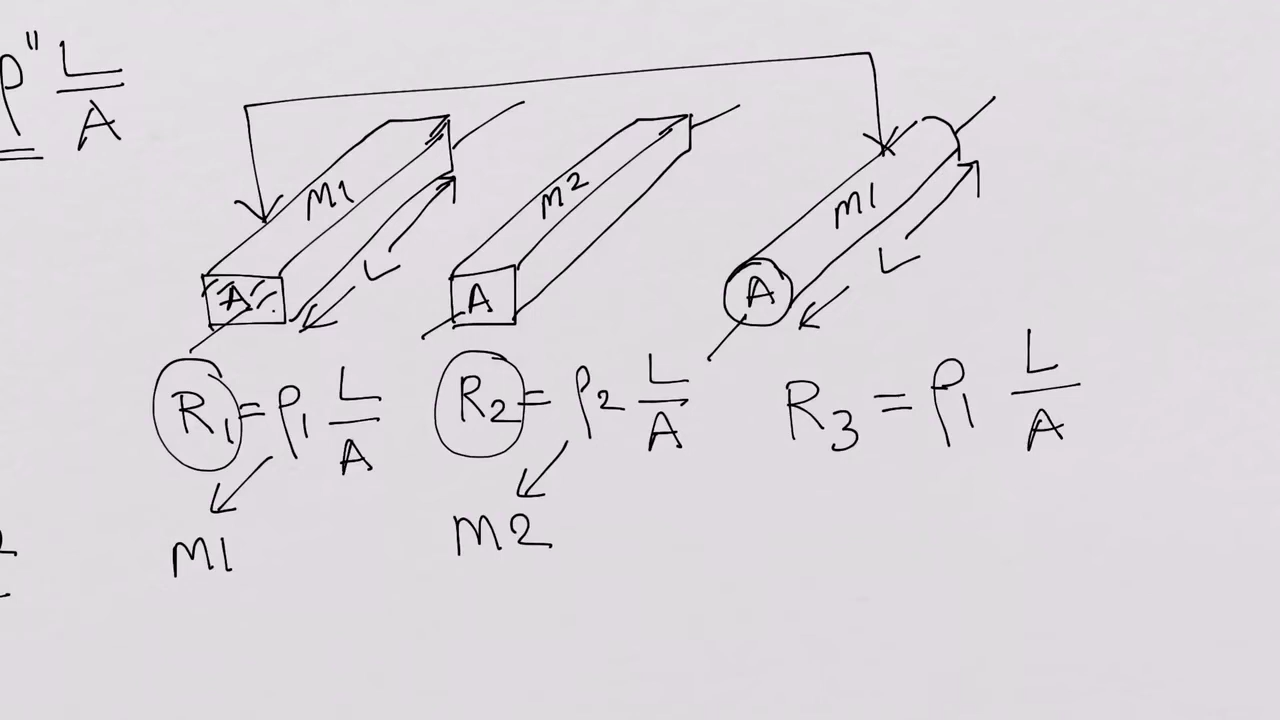 ρ" L/A
M1 M2 M1
L L
A A A
R1 = ρ1 L/A R2 = ρ2 L/A R3 = ρ1 L/A
M1 M2